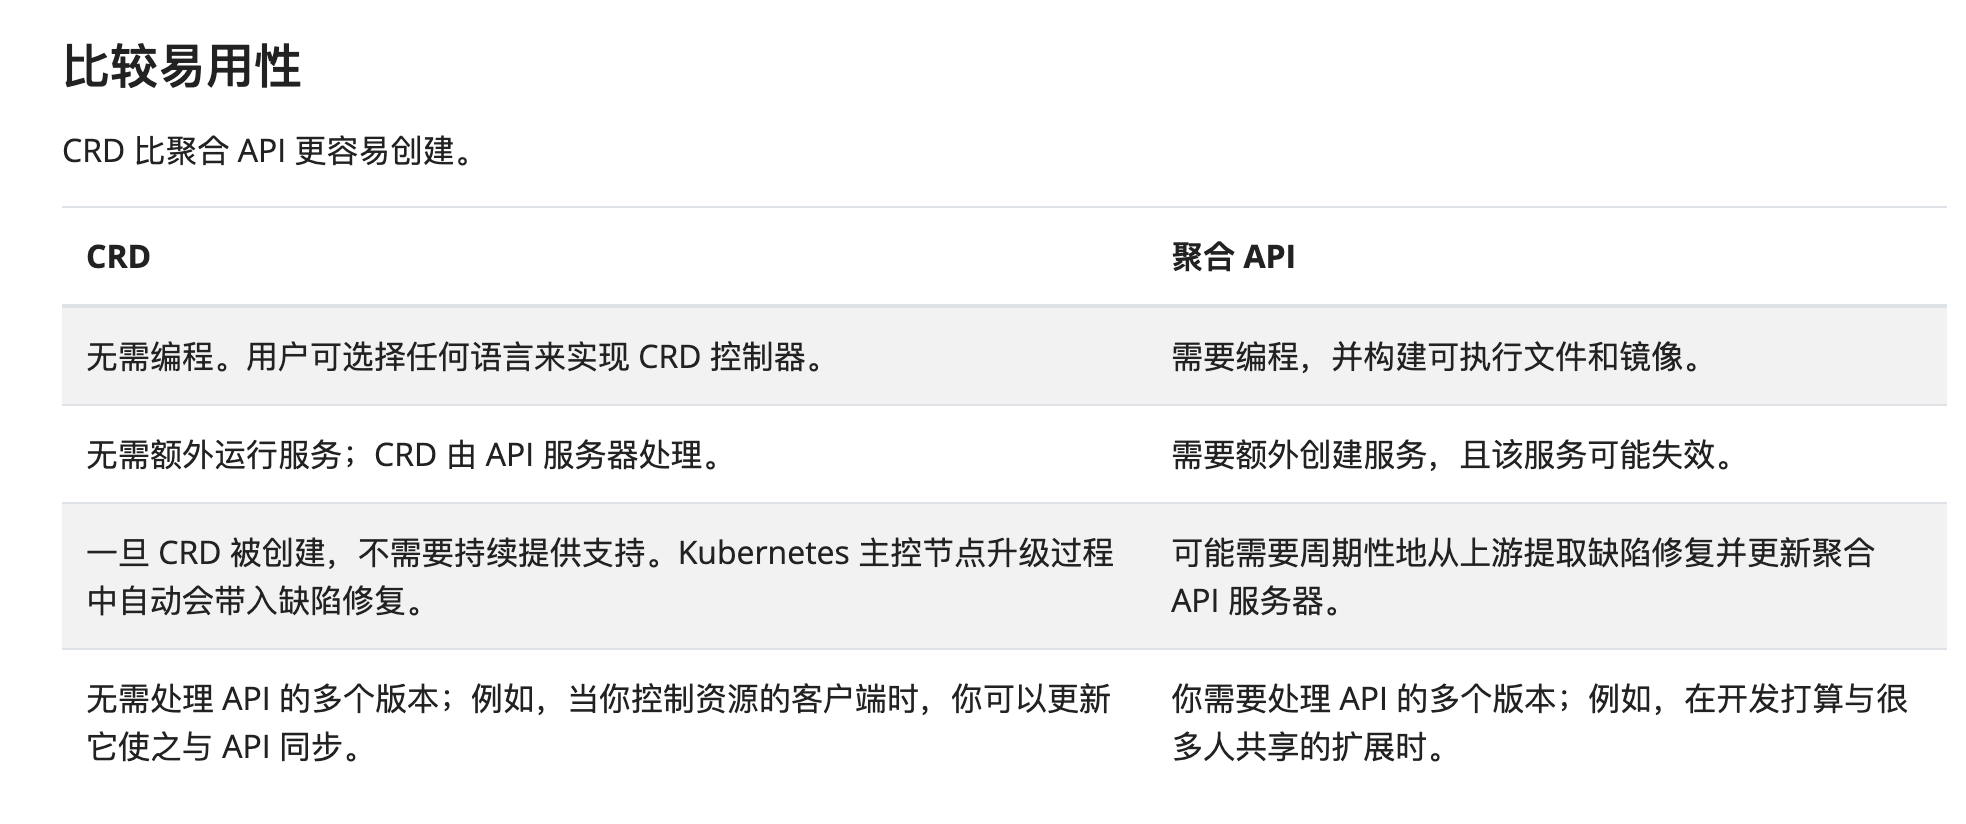 比较易用性
CRD 比聚合 API 更容易创建。
CRD
聚合 API
无需编程。用户可选择任何语言来实现 CRD 控制器。
需要编程，并构建可执行文件和镜像。
无需额外运行服务；CRD 由 API 服务器处理。
需要额外创建服务，且该服务可能失效。
一旦 CRD 被创建，不需要持续提供支持。Kubernetes 主控节点升级过程
中自动会带入缺陷修复。
可能需要周期性地从上游提取缺陷修复并更新聚合
API 服务器。
无需处理 API 的多个版本；例如，当你控制资源的客户端时，你可以更新
它使之与 API 同步。
你需要处理 API 的多个版本；例如，在开发打算与很
多人共享的扩展时。